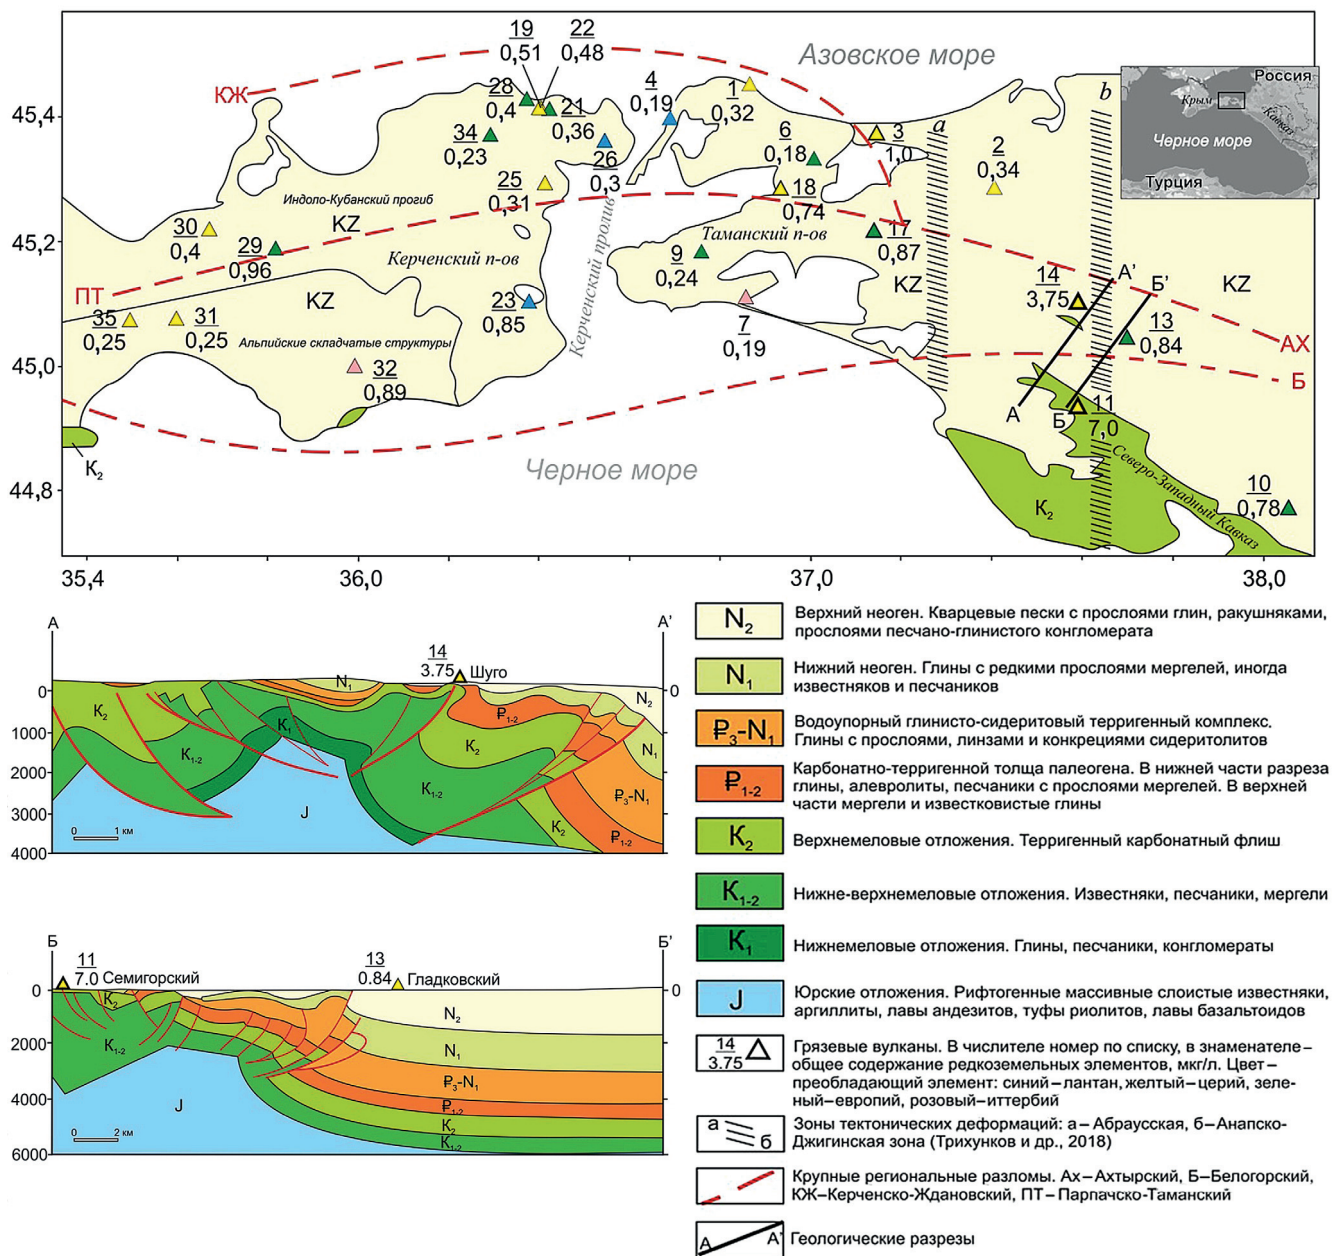 Азовское море
19
0,51
22
0,48
КЖ
28
0,4
21
0,36
4
0,19
1
0,32
a
b
Россия
Крым
Кавказ
Черное море
Турция
45,4
34
0,23
26
0,3
6
0,18
3
1,0
2
0,34
25
0,31
18
0,74
Индоло-Кубанский прогиб
KZ
30
0,4
29
0,96
45,2
Керченский п-ов
Керченский пролив
Таманский п-ов
9
0,24
17
0,87
KZ
14
3,75
А'
Б'
KZ
ПТ
KZ
23
0,85
7
0,19
13
0,84
АХ
35
0,25
31
0,25
Альпийские складчатые структуры
45,0
32
0,89
А
Б
11
7,0
Б
K2
Черное море
Северо-Западный Кавказ
44,8
K2
10
0,78
35,4
36,0
37,0
38,0
А
А'
14
3.75
Шуго
0
1000
2000
3000
4000
0
K2
K1-2
K1
N1
J
K1-2
₽1-2
K2
N2
N1
₽3-N1
K2
₽1-2
0 1 км
Б
Б'
11
7.0
Семигорский
13
0.84
Гладковский
0
2000
4000
6000
0
K2
K1-2
J
N2
N1
₽3-N1
₽1-2
K2
K1-2
0 2 км
N2
Верхний неоген. Кварцевые пески с прослоями глин, ракушняками,
прослоями песчано-глинистого конгломерата
N1
Нижний неоген. Глины с редкими прослоями мергелей, иногда
известняков и песчаников
₽3-N1
Водоупорный глинисто-сидеритовый терригенный комплекс.
Глины с прослоями, линзами и конкрециями сидеритолитов
₽1-2
Карбонатно-терригенной толща палеогена. В нижней части разреза
глины, алевролиты, песчаники с прослоями мергелей. В верхней
части мергели и известковистые глины
K2
Верхнемеловые отложения. Терригенный карбонатный флиш
K1-2
Нижне-верхнемеловые отложения. Известняки, песчаники, мергели
K1
Нижнемеловые отложения. Глины, песчаники, конгломераты
J
Юрские отложения. Рифтогенные массивные слоистые известняки,
аргиллиты, лавы андезитов, туфы риолитов, лавы базальтоидов
14
3.75
Грязевые вулканы. В числителе номер по списку, в знаменателе–
общее содержание редкоземельных элементов, мкг/л. Цвет–
преобладающий элемент: синий–лантан, желтый–церий, зеле-
ный–европий, розовый–иттербий
а
б
Зоны тектонических деформаций: а–Абраусская, б–Анапско-
Джигинская зона (Трихунков и др., 2018)
Крупные региональные разломы. Ах–Ахтырский, Б–Белогорский,
КЖ–Керченско-Ждановский, ПТ–Парпачско-Таманский
А
А'
Геологические разрезы